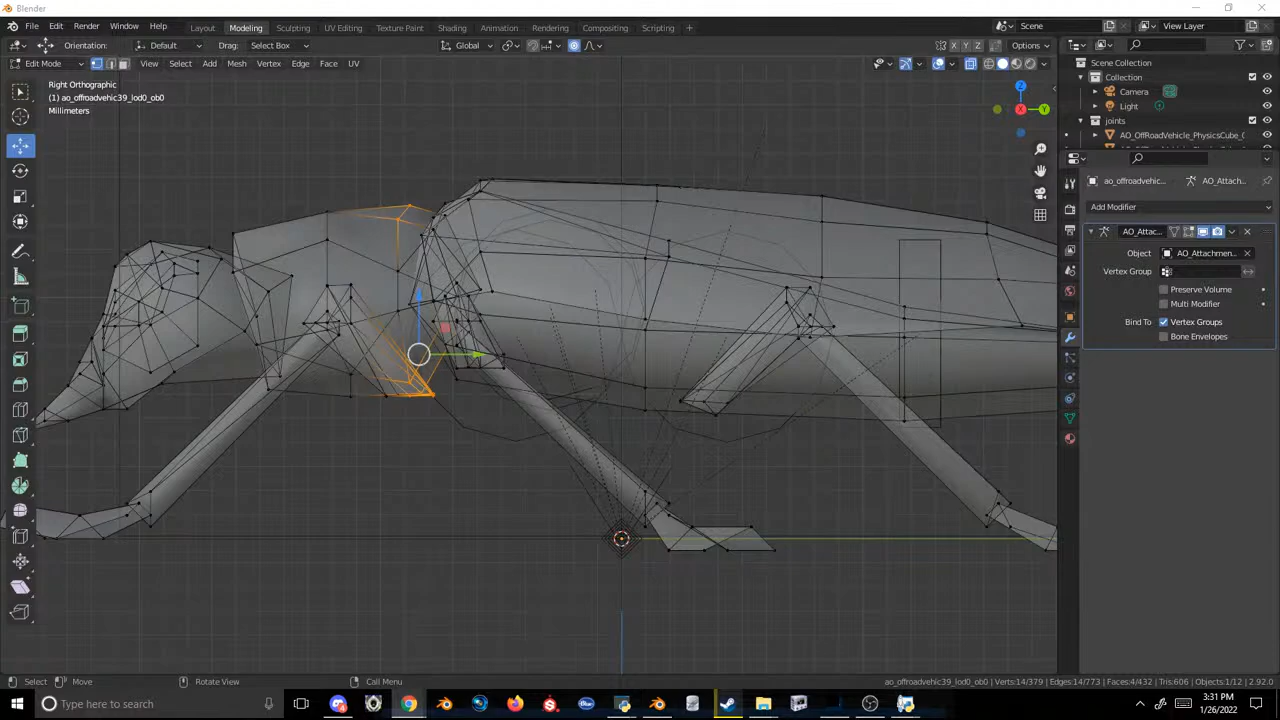 Blender
File Edit Render Window Help
Layout Modeling Sculpting UV Editing Texture Paint Shading Animation Rendering Compositing Scripting
Scene
View Layer
Orientation: Default Drag: Select Box
Global
X Y Z Options
Edit Mode View Select Add Mesh Vertex Edge Face UV
Right Orthographic
(1) ao_offroadvehic39_lod0_ob0
Millimeters
Scene Collection
Collection
Camera
Light
joints
AO_OffRoadVehicle_PhysicsCube_(
ao_offroadvehic... AO_Attach...
Add Modifier
AO_Attac...
Object AO_Attachmen...
Vertex Group
Preserve Volume
Multi Modifier
Bind To Vertex Groups
Bone Envelopes
Select Move Rotate View Call Menu
ao_offroadvehic39_lod0_ob0 | Verts:14/379 | Edges:14/773 | Faces:4/432 | Tris:606 | Objects:1/12 | 2.92.0
Type here to search
3:31 PM
1/26/2022